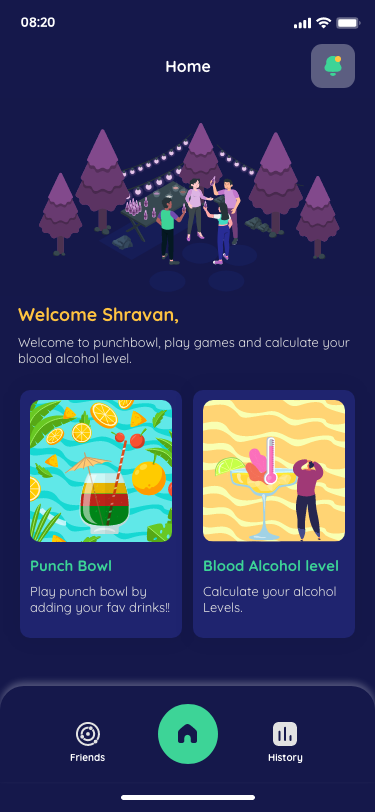 08:20
Home
Welcome Shravan,
Welcome to punchbowl, play games and calculate your
blood alcohol level.
Punch Bowl
Play punch bowl by
adding your fav drinks!!
Blood Alcohol level
Calculate your alcohol
Levels.
Friends
History